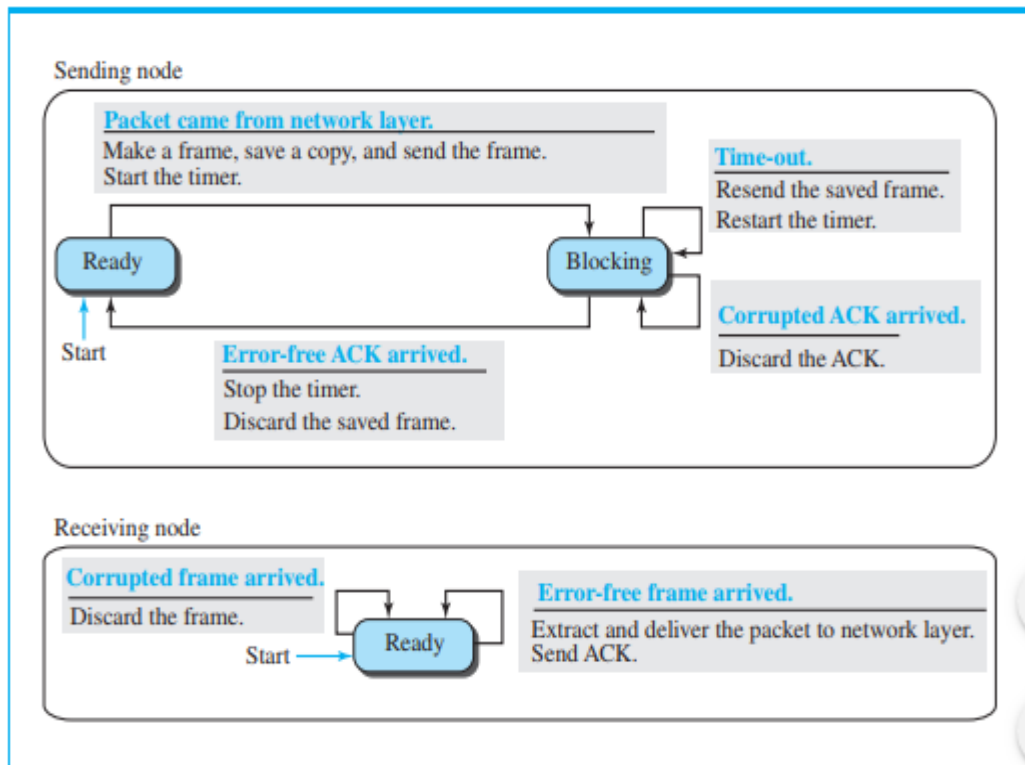 Sending node
Packet came from network layer.
Make a frame, save a copy, and send the frame.
Start the timer.
Time-out.
Resend the saved frame.
Restart the timer.
Ready
Blocking
Start
Error-free ACK arrived.
Stop the timer.
Discard the saved frame.
Corrupted ACK arrived.
Discard the ACK.
Receiving node
Corrupted frame arrived.
Discard the frame.
Start
Ready
Error-free frame arrived.
Extract and deliver the packet to network layer.
Send ACK.